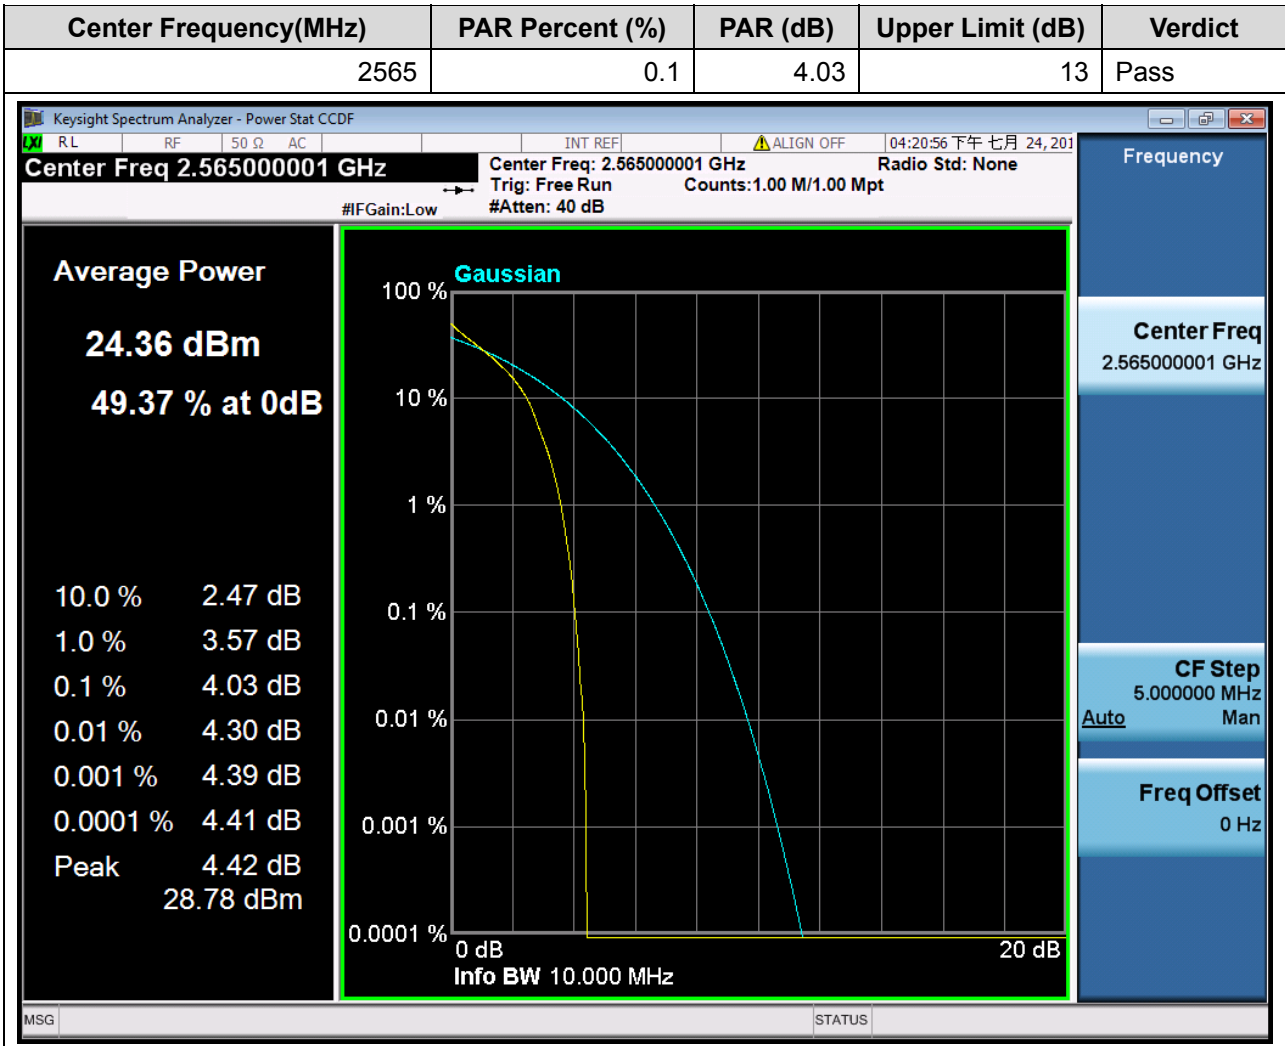 Center Frequency(MHz) PAR Percent (%) PAR (dB) Upper Limit (dB) Verdict
2565 0.1 4.03 13 Pass
Keysight Spectrum Analyzer - Power Stat CCDF
LXI RL RF 50 Ω AC INT REF ALIGN OFF 04:20:56 下午 七月 24, 201
Center Freq 2.565000001 GHz
Center Freq: 2.565000001 GHz Radio Std: None
Trig: Free Run Counts:1.00 M/1.00 Mpt
#IFGain:Low #Atten: 40 dB
Average Power
24.36 dBm
49.37 % at 0dB
10.0 % 2.47 dB
1.0 % 3.57 dB
0.1 % 4.03 dB
0.01 % 4.30 dB
0.001 % 4.39 dB
0.0001 % 4.41 dB
Peak 4.42 dB
28.78 dBm
Gaussian
100 %
10 %
1 %
0.1 %
0.01 %
0.001 %
0.0001 %
0 dB 20 dB
Info BW 10.000 MHz
Frequency
Center Freq
2.565000001 GHz
CF Step
5.000000 MHz
Auto Man
Freq Offset
0 Hz
MSG STATUS